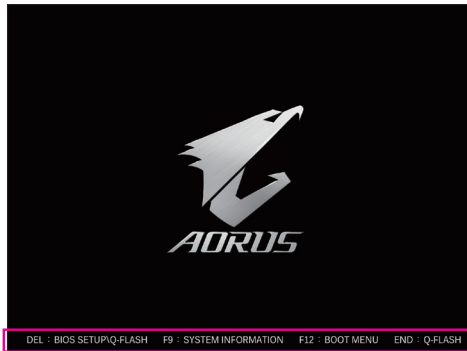 AORUS
DEL : BIOS SETUP\Q-FLASH F9 : SYSTEM INFORMATION F12 : BOOT MENU END : Q-FLASH